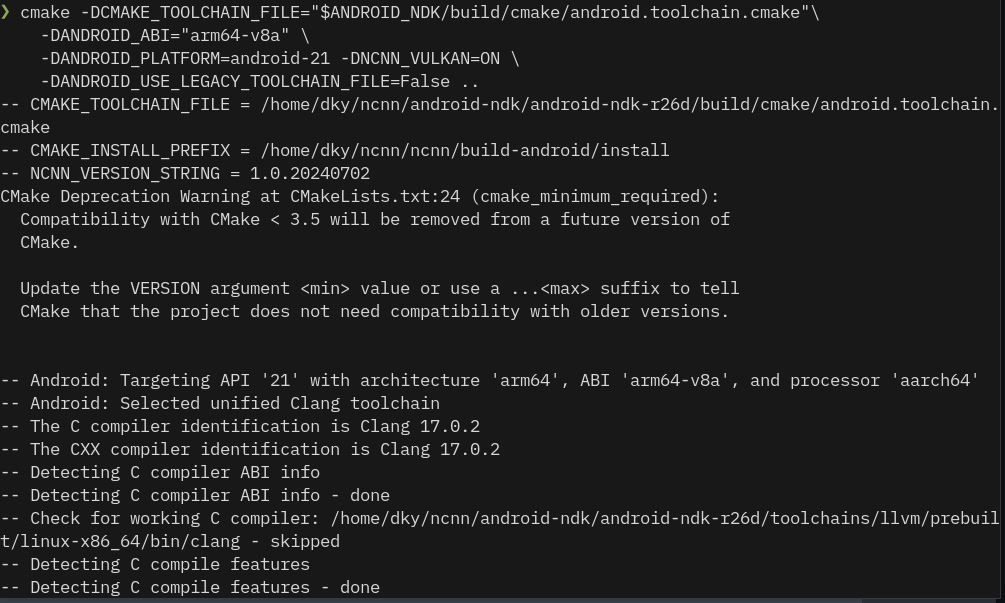 ❯ cmake -DCMAKE_TOOLCHAIN_FILE="$ANDROID_NDK/build/cmake/android.toolchain.cmake"\
    -DANDROID_ABI="arm64-v8a" \
    -DANDROID_PLATFORM=android-21 -DNCNN_VULKAN=ON \
    -DANDROID_USE_LEGACY_TOOLCHAIN_FILE=False ..
-- CMAKE_TOOLCHAIN_FILE = /home/dky/ncnn/android-ndk/android-ndk-r26d/build/cmake/android.toolchain.
cmake
-- CMAKE_INSTALL_PREFIX = /home/dky/ncnn/ncnn/build-android/install
-- NCNN_VERSION_STRING = 1.0.20240702
CMake Deprecation Warning at CMakeLists.txt:24 (cmake_minimum_required):
  Compatibility with CMake < 3.5 will be removed from a future version of
  CMake.

  Update the VERSION argument <min> value or use a ...<max> suffix to tell
  CMake that the project does not need compatibility with older versions.


-- Android: Targeting API '21' with architecture 'arm64', ABI 'arm64-v8a', and processor 'aarch64'
-- Android: Selected unified Clang toolchain
-- The C compiler identification is Clang 17.0.2
-- The CXX compiler identification is Clang 17.0.2
-- Detecting C compiler ABI info
-- Detecting C compiler ABI info - done
-- Check for working C compiler: /home/dky/ncnn/android-ndk/android-ndk-r26d/toolchains/llvm/prebuil
t/linux-x86_64/bin/clang - skipped
-- Detecting C compile features
-- Detecting C compile features - done